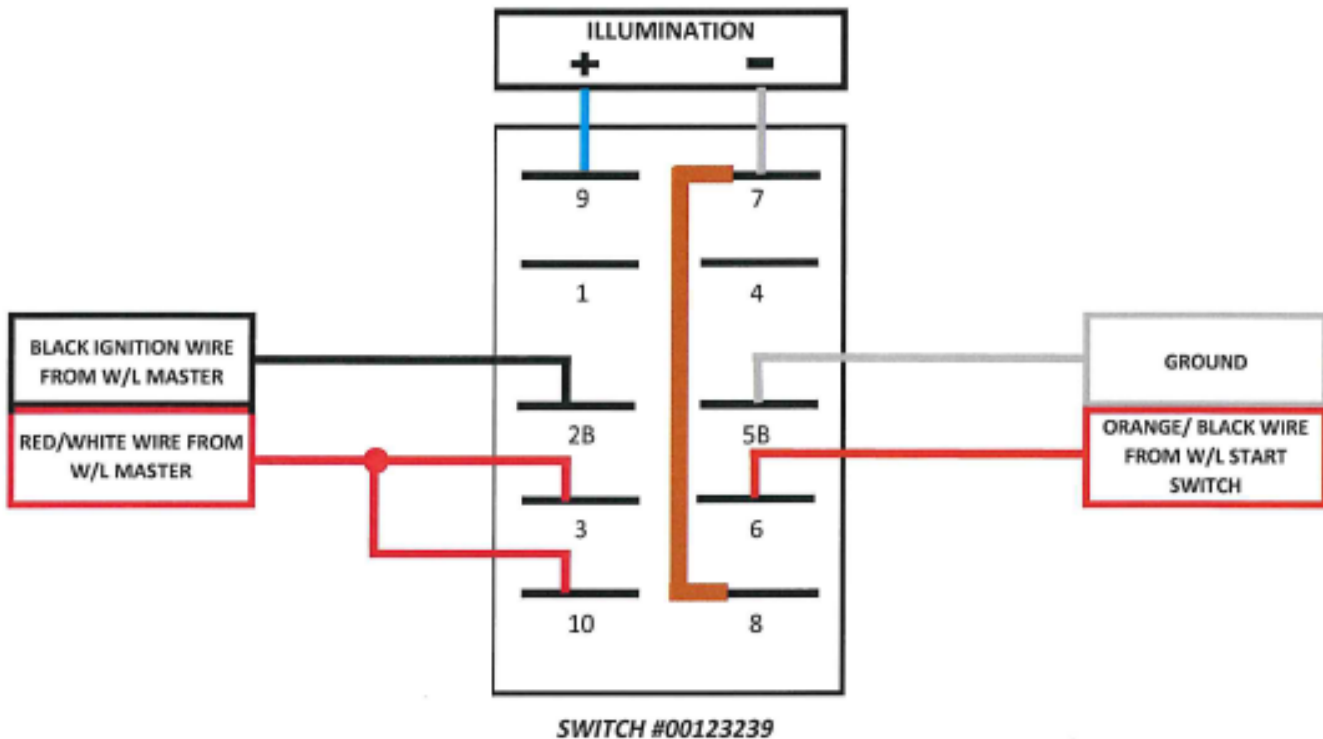 ILLUMINATION
+ -
9 7
1 4
BLACK IGNITION WIRE
FROM W/L MASTER
GROUND
2B 5B
RED/WHITE WIRE FROM
W/L MASTER
ORANGE/ BLACK WIRE
FROM W/L START
SWITCH
3 6
10 8
SWITCH #00123239